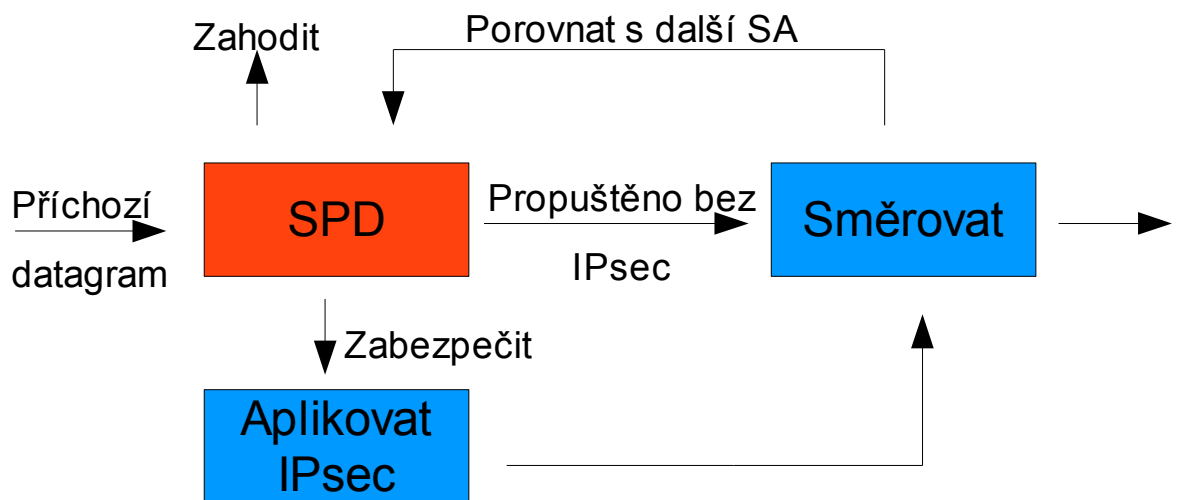 Zahodit
Porovnat s další SA
Příchozí
datagram
SPD
Propuštěno bez
IPsec
Směrovat
Zabezpečit
Aplikovat
IPsec